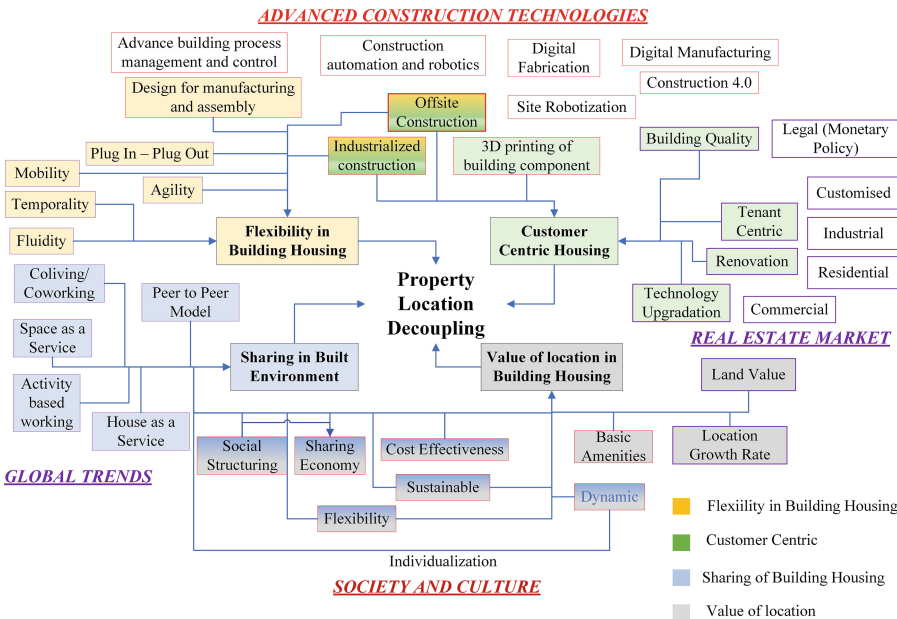 ADVANCED CONSTRUCTION TECHNOLOGIES
Advance building process
management and control
Construction
automation and robotics
Digital
Fabrication
Digital Manufacturing
Construction 4.0
Design for manufacturing
and assembly
Offsite
Construction
Site Robotization
Building Quality
Legal (Monetary
Policy)
Plug In – Plug Out
Industrialized
construction
3D printing of
building component
Mobility
Agility
Customised
Temporality
Tenant
Centric
Industrial
Fluidity
Flexibility in
Building Housing
Customer
Centric Housing
Renovation
Residential
Coliving/
Coworking
Peer to Peer
Model
Property
Location
Decoupling
Technology
Upgradation
Commercial
Space as a
Service
REAL ESTATE MARKET
Sharing in Built
Environment
Value of location in
Building Housing
Land Value
Activity
based
working
House as a
Service
Social
Structuring
Sharing
Economy
Cost Effectiveness
Basic
Amenities
Location
Growth Rate
GLOBAL TRENDS
Sustainable
Dynamic
Flexibility
Individualization
SOCIETY AND CULTURE
Flexiility in Building Housing
Customer Centric
Sharing of Building Housing
Value of location